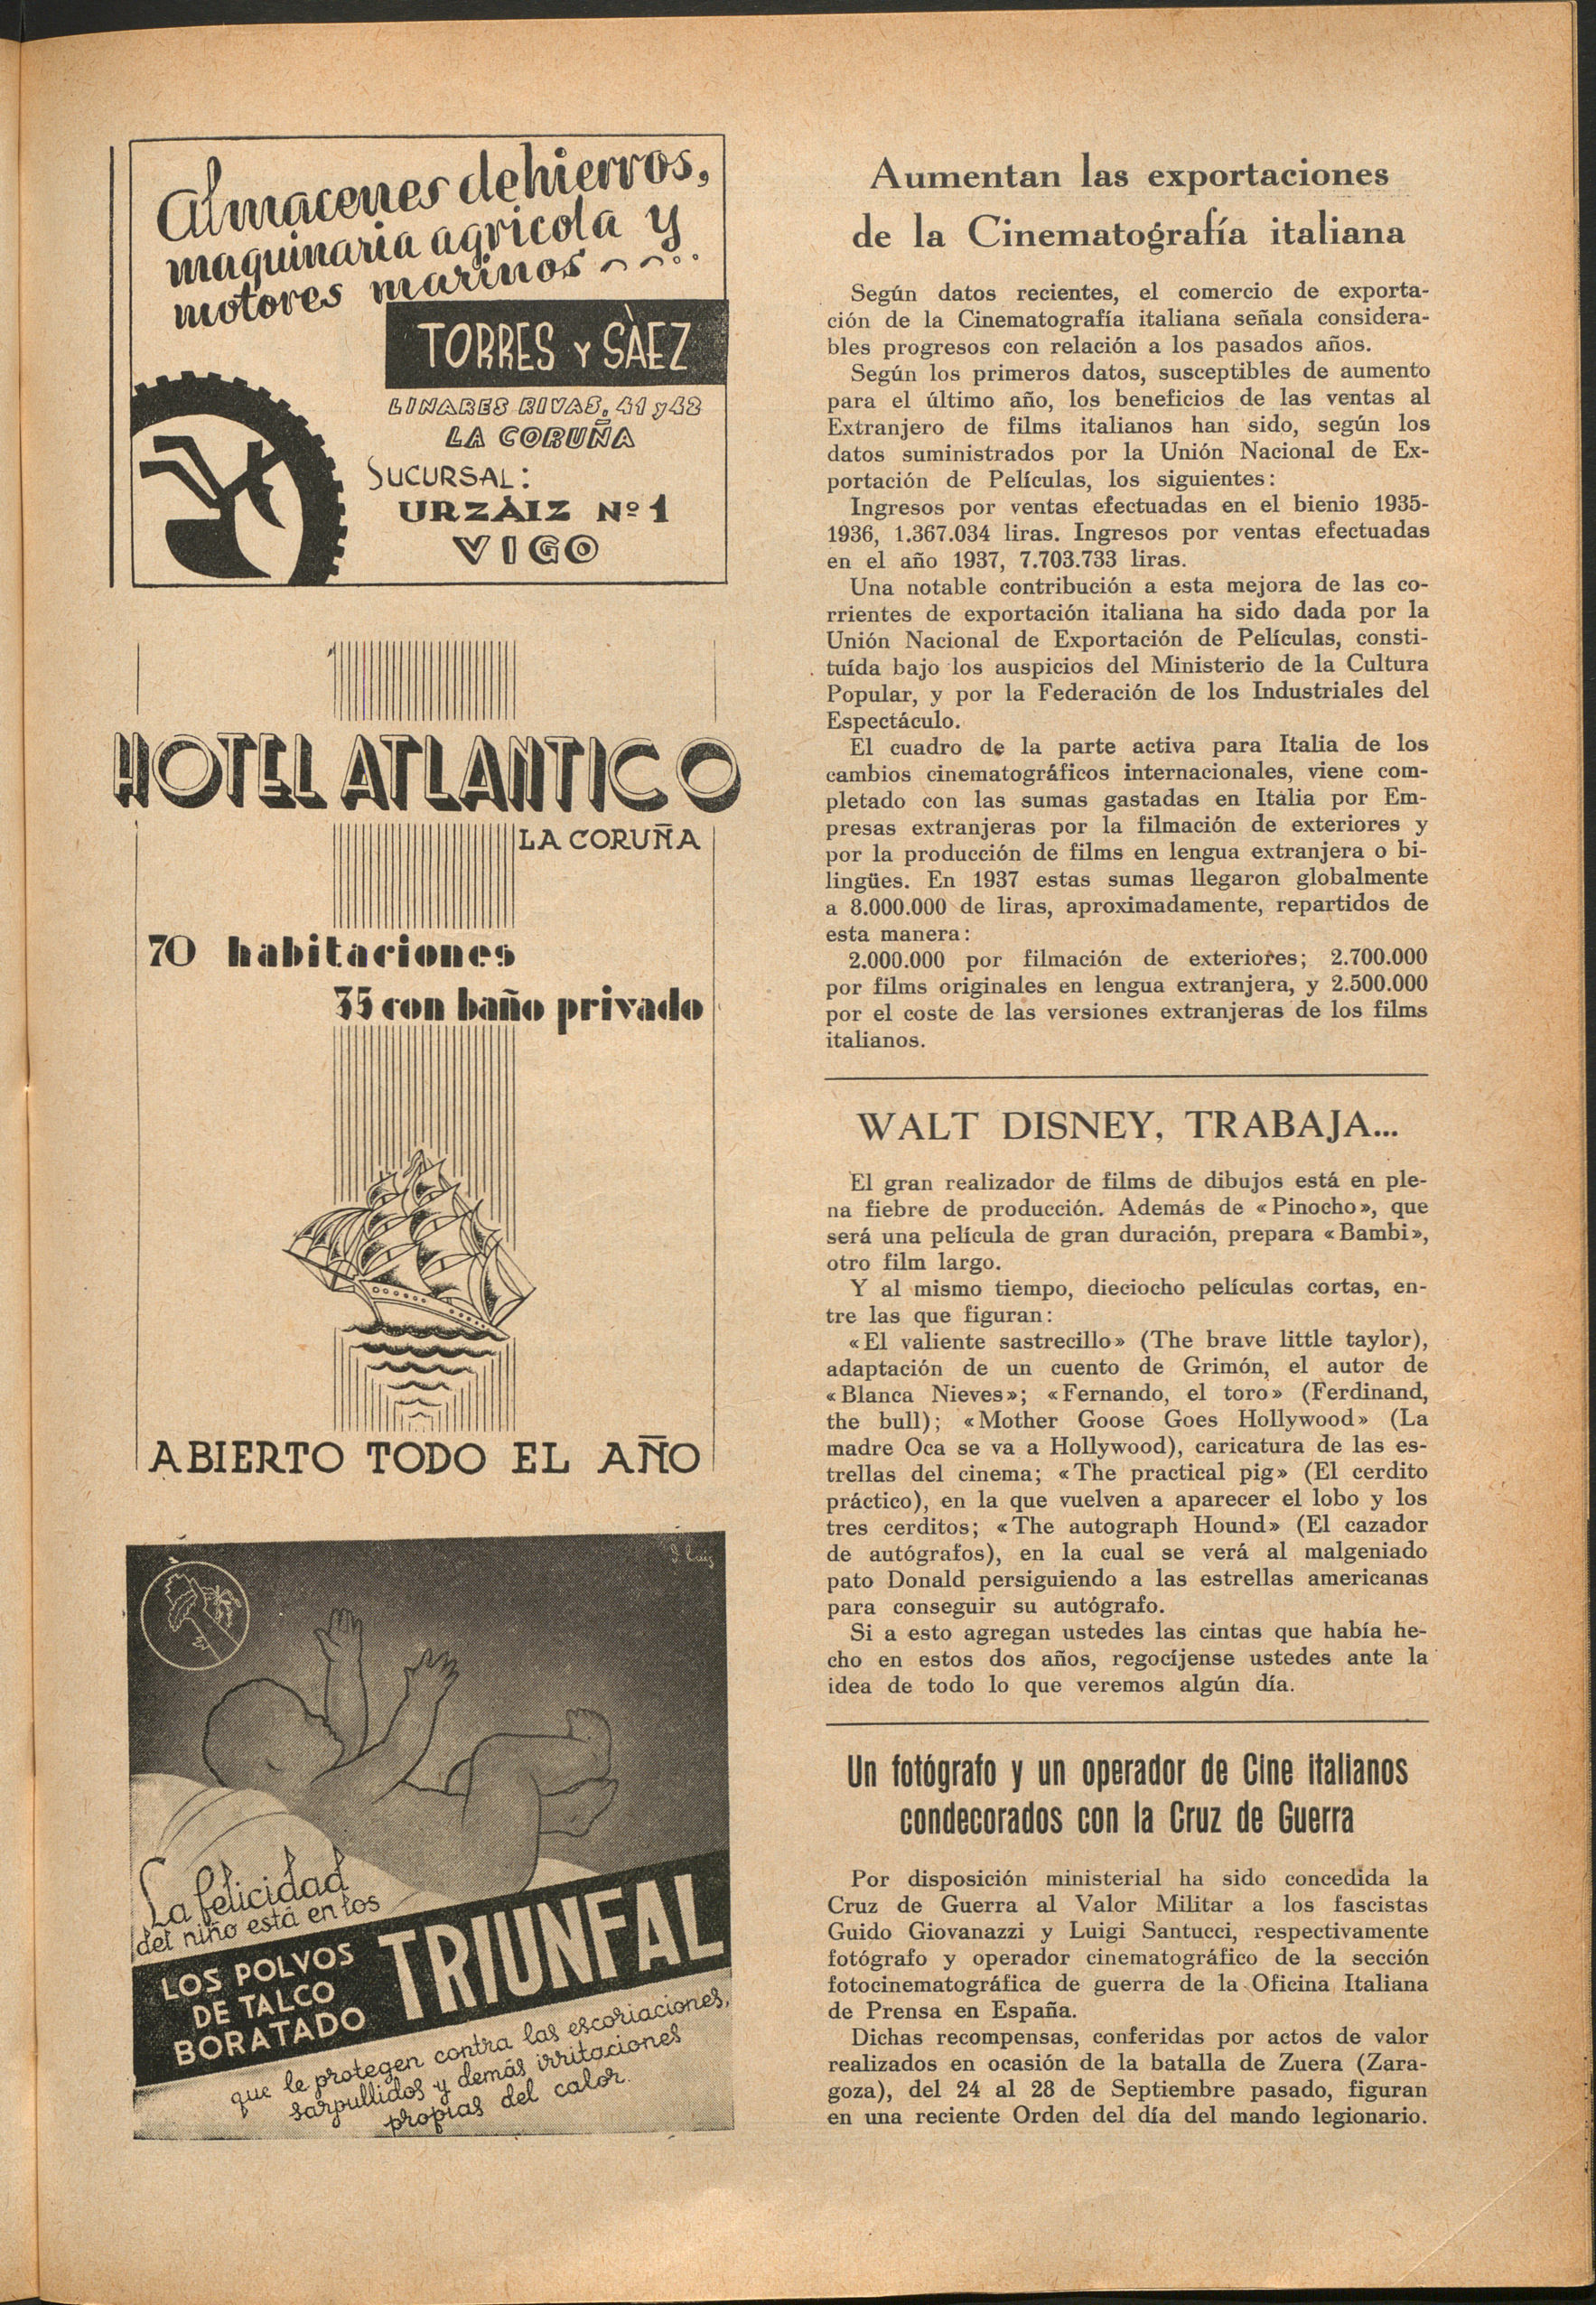 Almacenes de hierros,
maquinaria agricola y
motores marinos
TORRES Y SÀEZ
LINARES RIVAS, 41 y 42
LA CORUÑA
SUCURSAL:
URZÀIZ Nº 1
VIGO
HOTEL ATLANTICO
LA CORUÑA
70 habitaciones
35 con baño privado
ABIERTO TODO EL AÑO
La felicidad
del niño está en los
LOS POLVOS
DE TALCO
BORATADO
TRIUNFAL
que le protegen contra las escoriaciones,
sarpullidos y demás irritaciones
propias del calor.
Aumentan las exportaciones
de la Cinematografía italiana
Según datos recientes, el comercio de exporta-
ción de la Cinematografía italiana señala considera-
bles progresos con relación a los pasados años.
Según los primeros datos, susceptibles de aumento
para el último año, los beneficios de las ventas al
Extranjero de films italianos han sido, según los
datos suministrados por la Unión Nacional de Ex-
portación de Películas, los siguientes:
Ingresos por ventas efectuadas en el bienio 1935-
1936, 1.367.034 liras. Ingresos por ventas efectuadas
en el año 1937, 7.703.733 liras.
Una notable contribución a esta mejora de las co-
rrientes de exportación italiana ha sido dada por la
Unión Nacional de Exportación de Películas, consti-
tuída bajo los auspicios del Ministerio de la Cultura
Popular, y por la Federación de los Industriales del
Espectáculo.
El cuadro de la parte activa para Italia de los
cambios cinematográficos internacionales, viene com-
pletado con las sumas gastadas en Italia por Em-
presas extranjeras por la filmación de exteriores y
por la producción de films en lengua extranjera o bi-
lingües. En 1937 estas sumas llegaron globalmente
a 8.000.000 de liras, aproximadamente, repartidos de
esta manera:
2.000.000 por filmación de exteriores; 2.700.000
por films originales en lengua extranjera, y 2.500.000
por el coste de las versiones extranjeras de los films
italianos.
WALT DISNEY, TRABAJA...
El gran realizador de films de dibujos está en ple-
na fiebre de producción. Además de «Pinocho», que
será una película de gran duración, prepara «Bambi»,
otro film largo.
Y al mismo tiempo, dieciocho películas cortas, en-
tre las que figuran:
«El valiente sastrecillo» (The brave little taylor),
adaptación de un cuento de Grimón, el autor de
«Blanca Nieves»; «Fernando, el toro» (Ferdinand,
the bull); «Mother Goose Goes Hollywood» (La
madre Oca se va a Hollywood), caricatura de las es-
trellas del cinema; «The practical pig» (El cerdito
práctico), en la que vuelven a aparecer el lobo y los
tres cerditos; «The autograph Hound» (El cazador
de autógrafos), en la cual se verá al malgeniado
pato Donald persiguiendo a las estrellas americanas
para conseguir su autógrafo.
Si a esto agregan ustedes las cintas que había he-
cho en estos dos años, regocíjense ustedes ante la
idea de todo lo que veremos algún día.
Un fotógrafo y un operador de Cine italianos
condecorados con la Cruz de Guerra
Por disposición ministerial ha sido concedida la
Cruz de Guerra al Valor Militar a los fascistas
Guido Giovanazzi y Luigi Santucci, respectivamente
fotógrafo y operador cinematográfico de la sección
fotocinematográfica de guerra de la Oficina Italiana
de Prensa en España.
Dichas recompensas, conferidas por actos de valor
realizados en ocasión de la batalla de Zuera (Zara-
goza), del 24 al 28 de Septiembre pasado, figuran
en una reciente Orden del día del mando legionario.